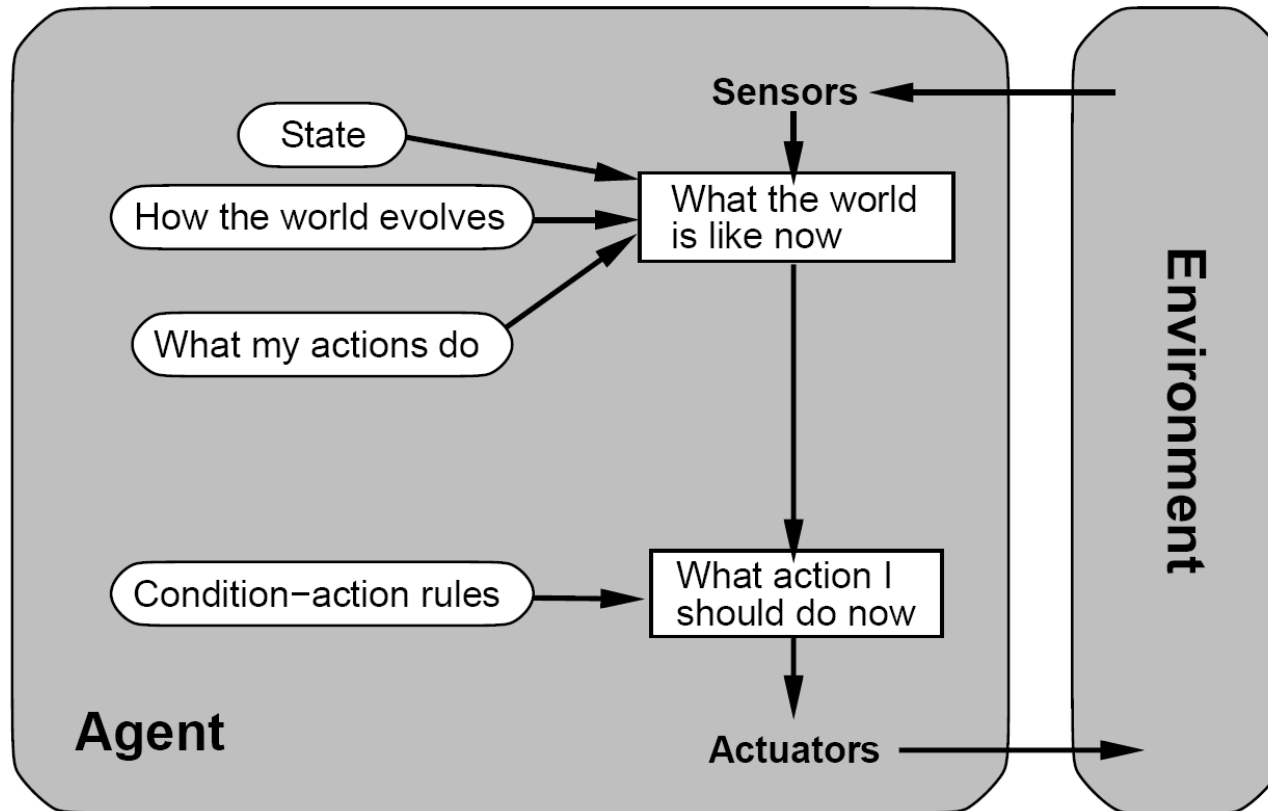 Sensors
State
What the world
is like now
How the world evolves
What my actions do
Environment
Condition−action rules
What action I
should do now
Agent
Actuators